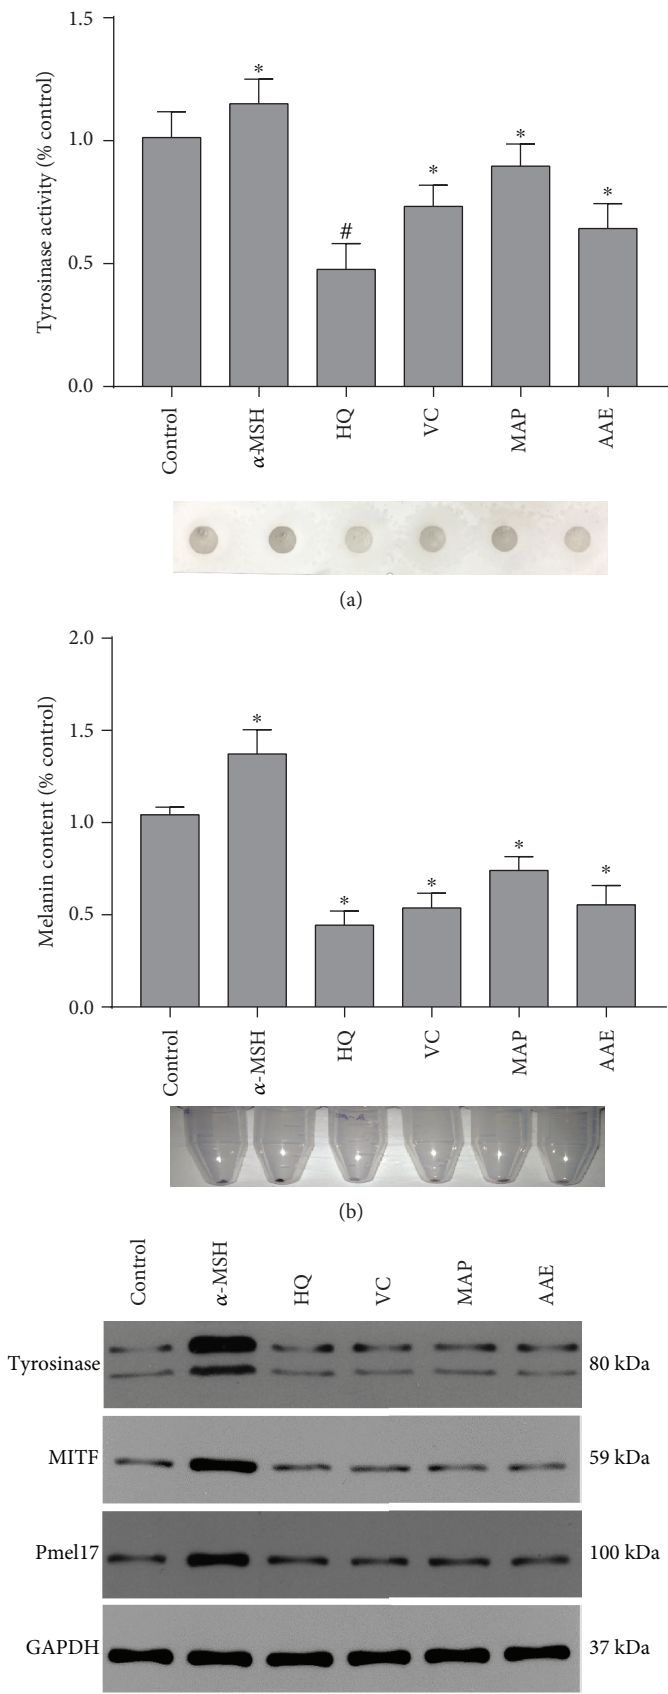 1.5
*
*
*
*
#
1.0
0.5
0.0
Tyrosinase activity (% control)
Control
α-MSH
HQ
VC
MAP
AAE
(a)
2.0
1.5
1.0
0.5
0.0
*
*
*
*
*
Melanin content (% control)
Control
α-MSH
HQ
VC
MAP
AAE
(b)
Control
α-MSH
HQ
VC
MAP
AAE
Tyrosinase
80 kDa
MITF
59 kDa
Pmel17
100 kDa
GAPDH
37 kDa